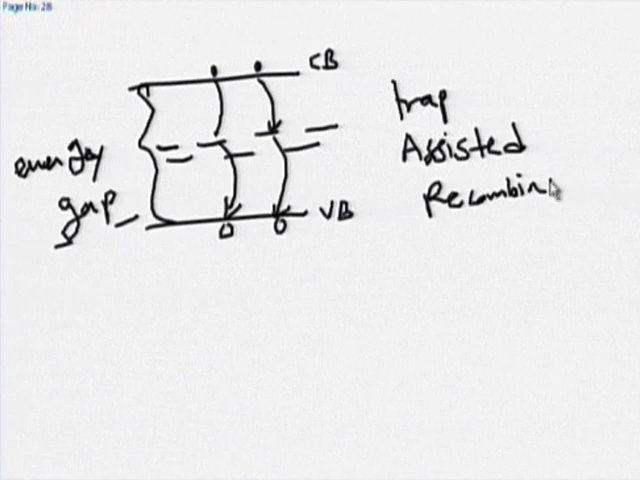 Page No: 28
CB
trap
Assisted
Recombin
energy
gap
VB